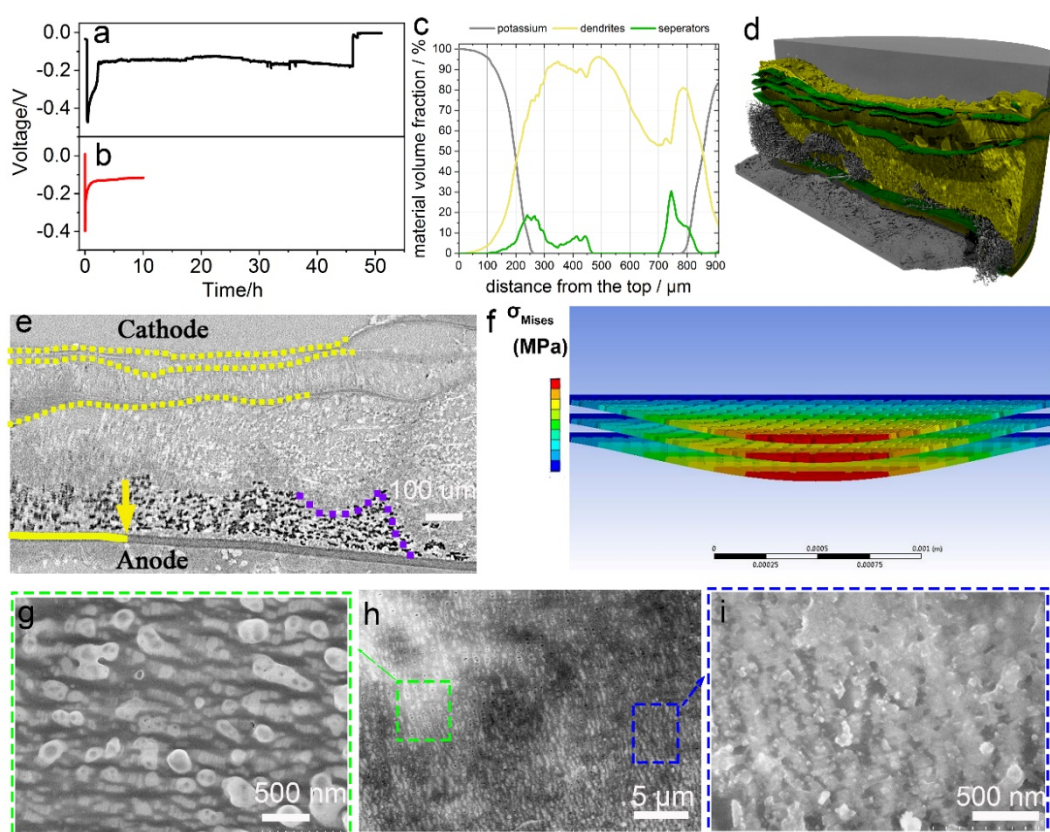 a
0.0
-0.2
-0.4
b
0.0
-0.2
-0.4
Voltage/V
0 10 20 30 40 50
Time/h
c
potassium dendrites seperators
100
90
80
70
60
50
40
30
20
10
0
material volume fraction / %
0 100 200 300 400 500 600 700 800 900
distance from the top / µm
d
e
Cathode
100 um
Anode
f
σMises
(MPa)
0 0.0005 0.001 (m)
0.00025 0.00075
g
500 nm
h
5 µm
i
500 nm